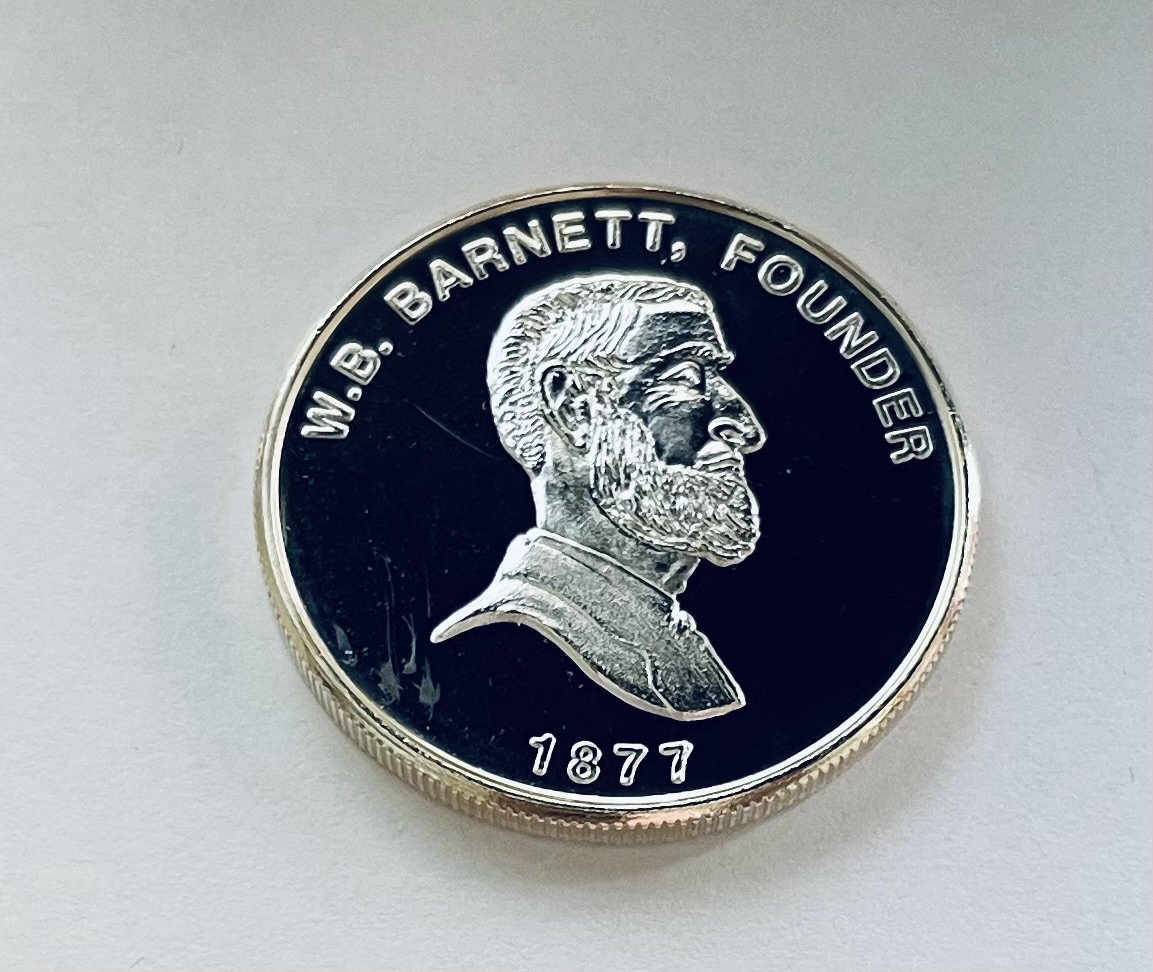 W.B. BARNETT, FOUNDER
1877